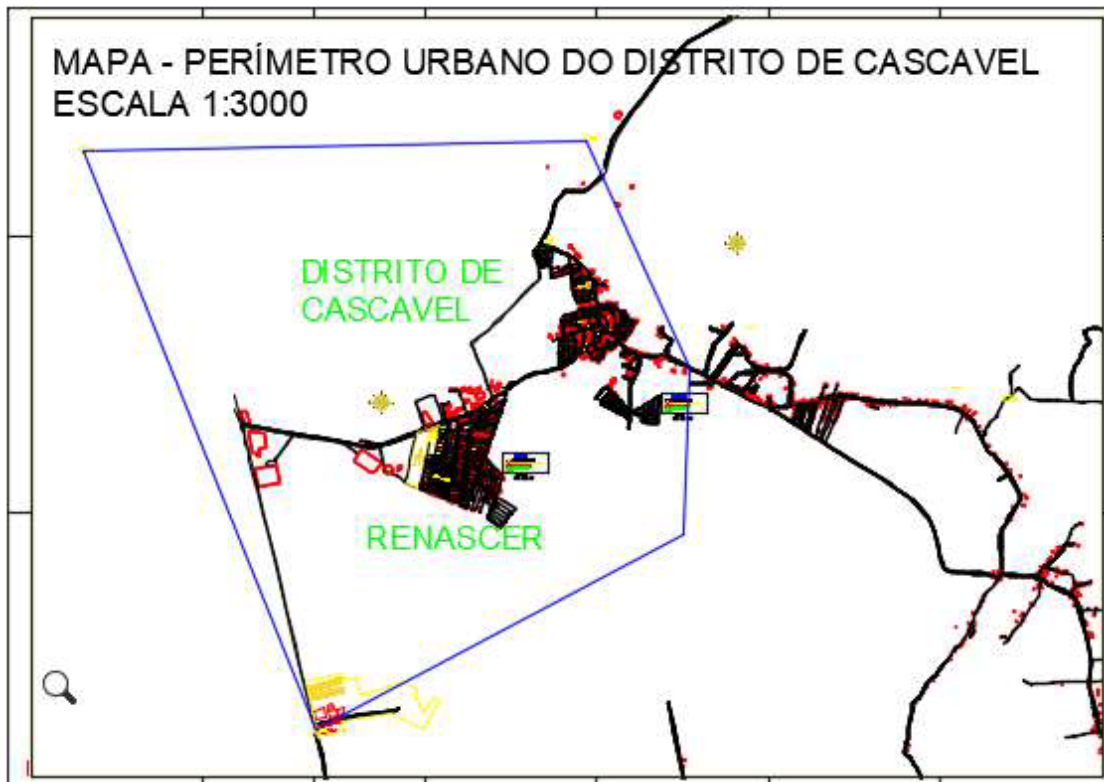 MAPA - PERÍMETRO URBANO DO DISTRITO DE CASCAVEL
ESCALA 1:3000
DISTRITO DE
CASCAVEL
RENASCER